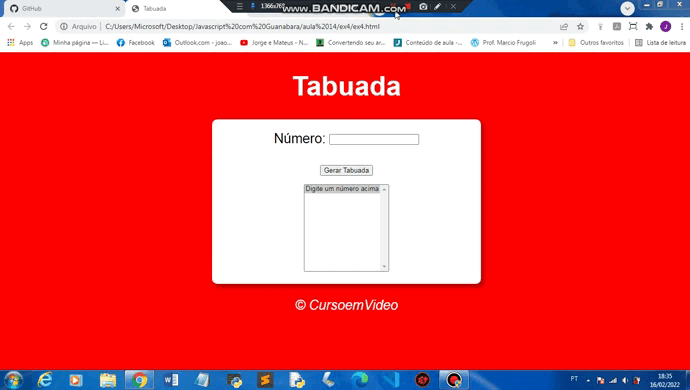 1366x768
www.BANDICAM.com
GitHub
Tabuada
Arquivo
C:/Users/Microsoft/Desktop/Javascript%20com%20Guanabara/aula%2014/ex4/ex4.html
Apps
Minha página — Li...
Facebook
Outlook.com - joaor...
Jorge e Mateus - N...
Convertendo seu ar...
Conteúdo de aula -...
Prof. Marcio Frugoli
»
Outros favoritos
Lista de leitura
Tabuada
Número:
Gerar Tabuada
Digite um número acima
© CursoemVideo
PT
18:35
16/02/2022